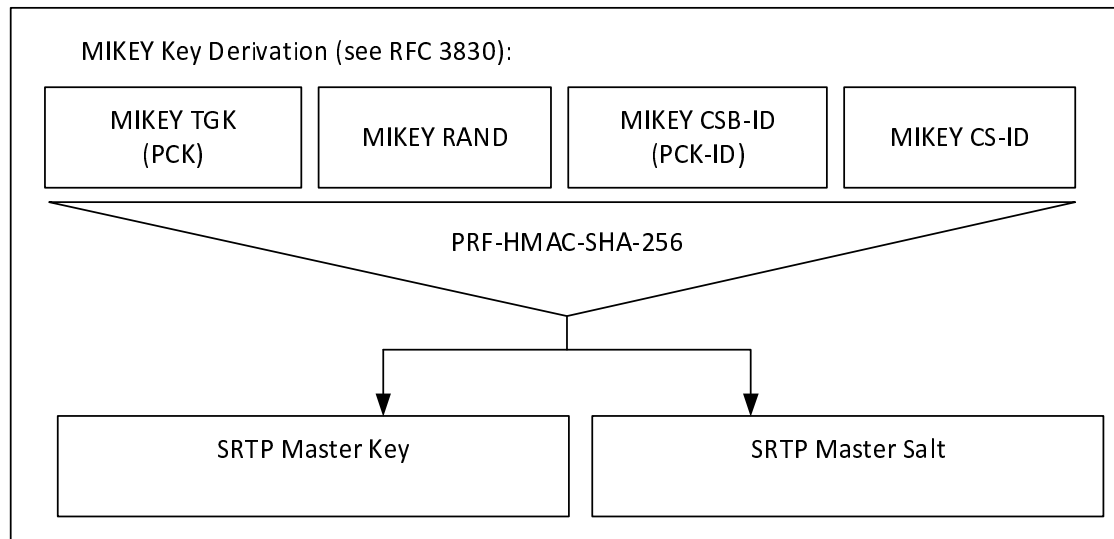 MIKEY Key Derivation (see RFC 3830):
MIKEY TGK
(PCK)
MIKEY RAND
MIKEY CSB-ID
(PCK-ID)
MIKEY CS-ID
PRF-HMAC-SHA-256
SRTP Master Key
SRTP Master Salt